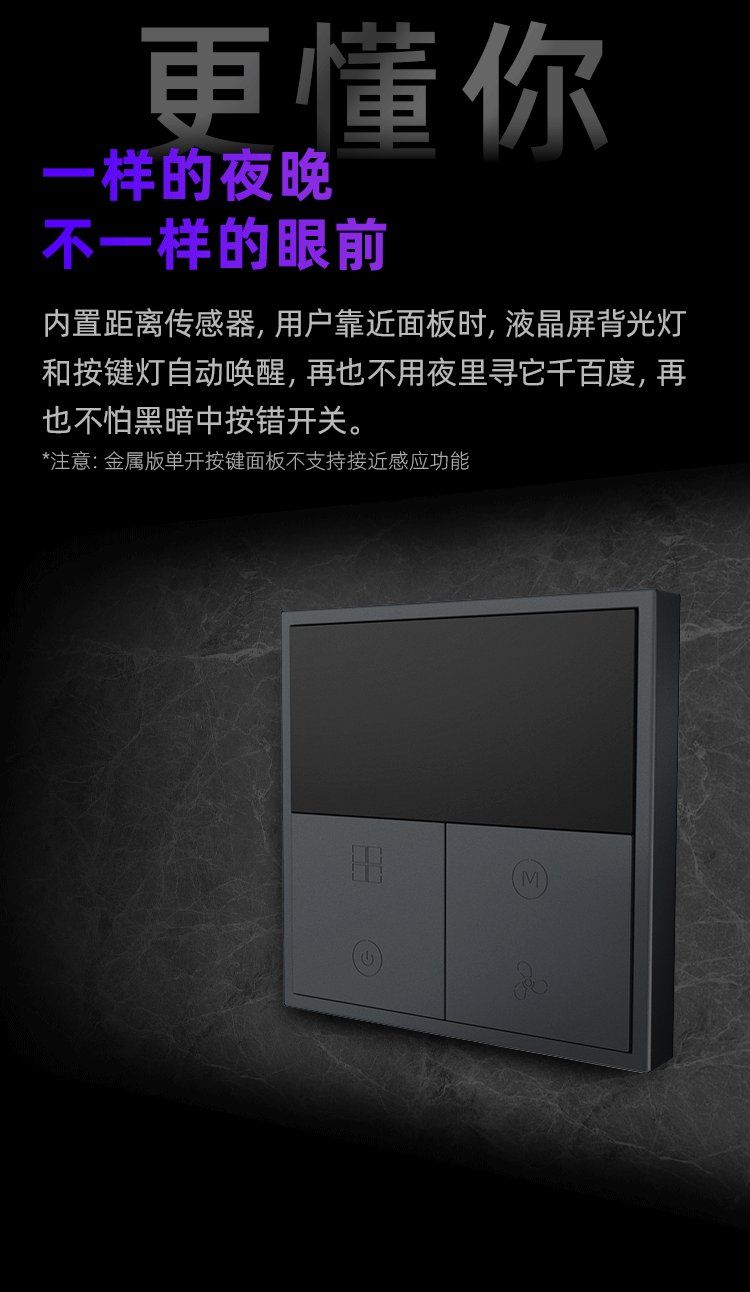 更懂你
一样的夜晚
不一样的眼前
内置距离传感器, 用户靠近面板时, 液晶屏背光灯
和按键灯自动唤醒, 再也不用夜里寻它千百度, 再
也不怕黑暗中按错开关。
*注意: 金属版单开按键面板不支持接近感应功能
M